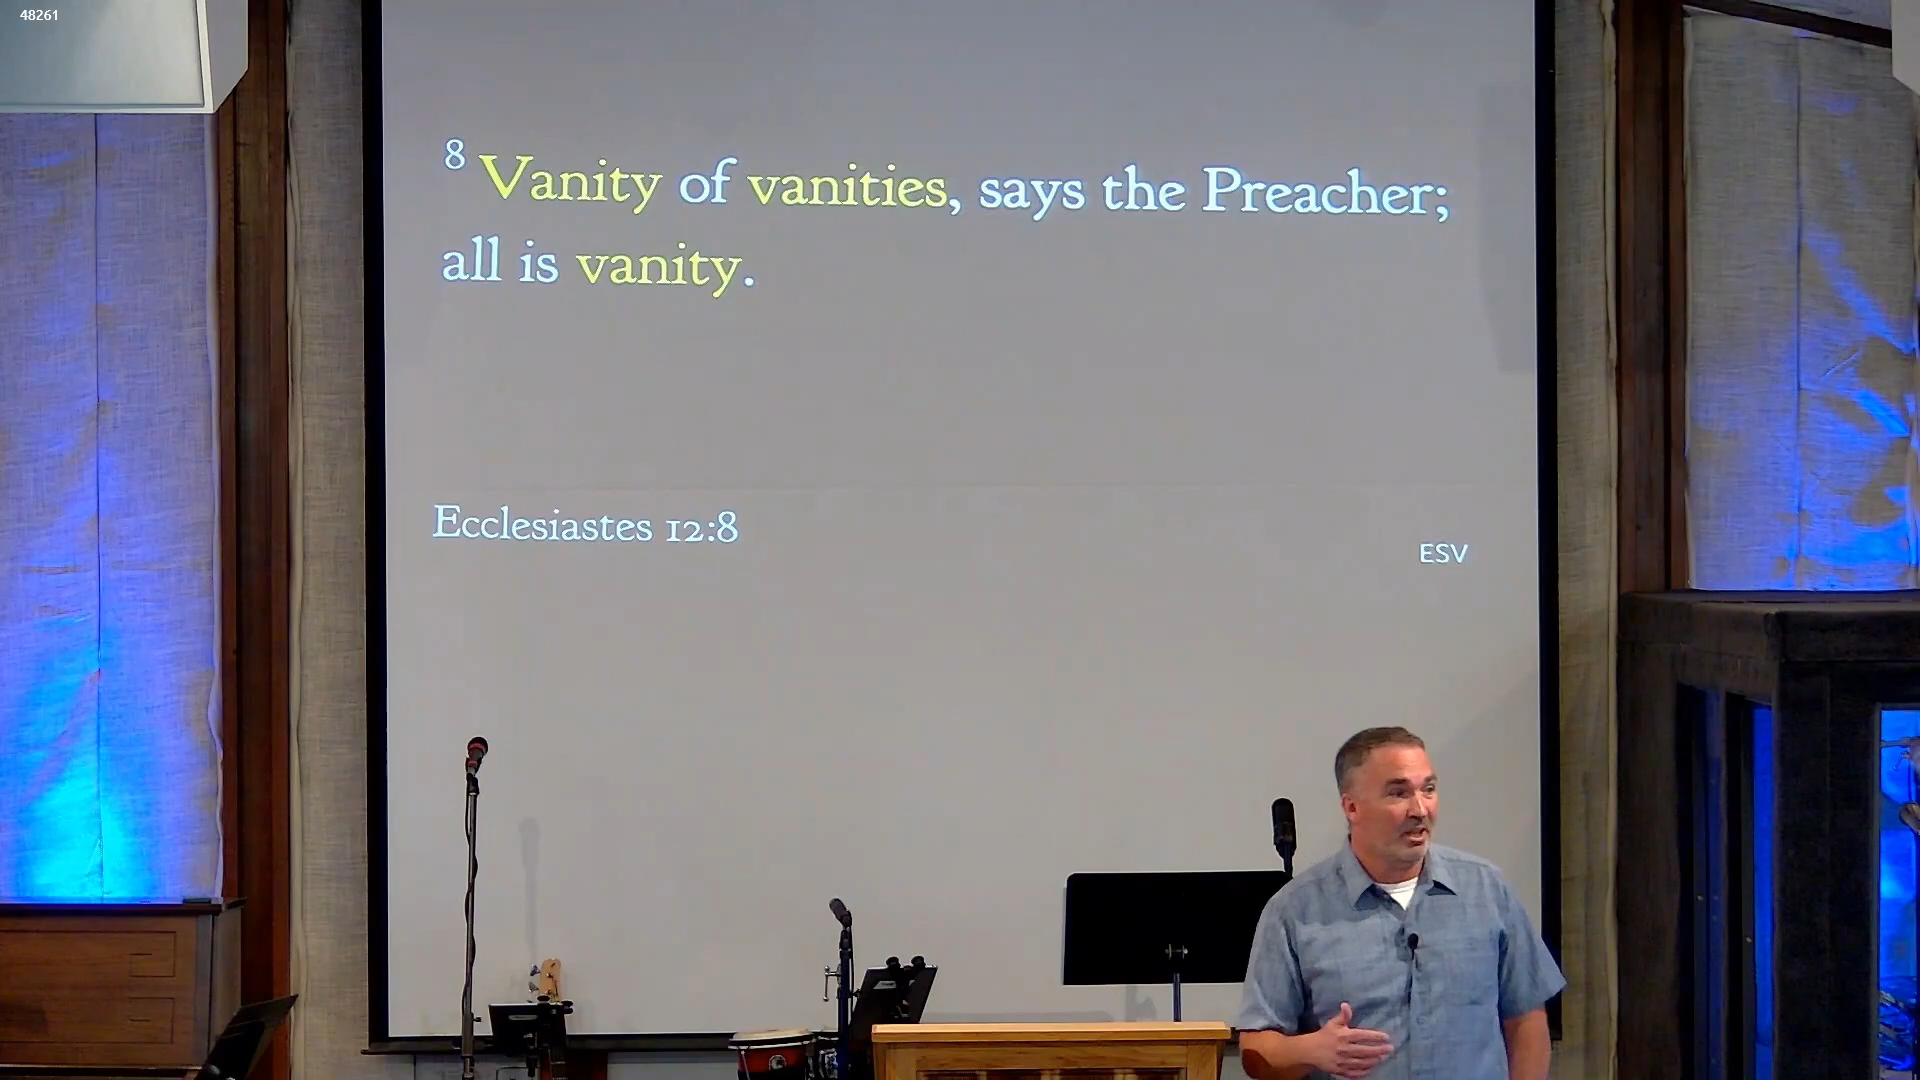 48261
8 Vanity of vanities, says the Preacher;
all is vanity.
Ecclesiastes 12:8
ESV